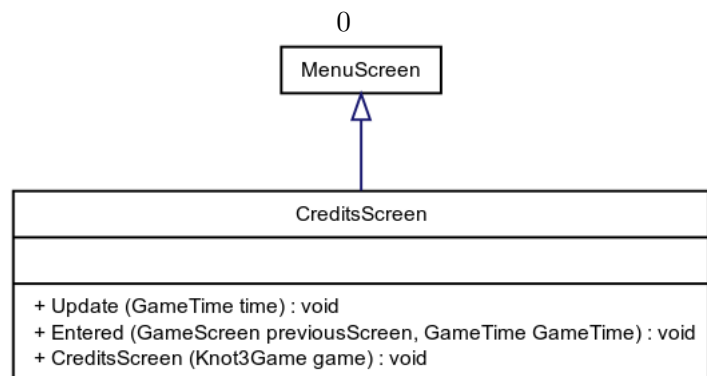 0
MenuScreen
CreditsScreen
+ Update (GameTime time) : void
+ Entered (GameScreen previousScreen, GameTime GameTime) : void
+ CreditsScreen (Knot3Game game) : void